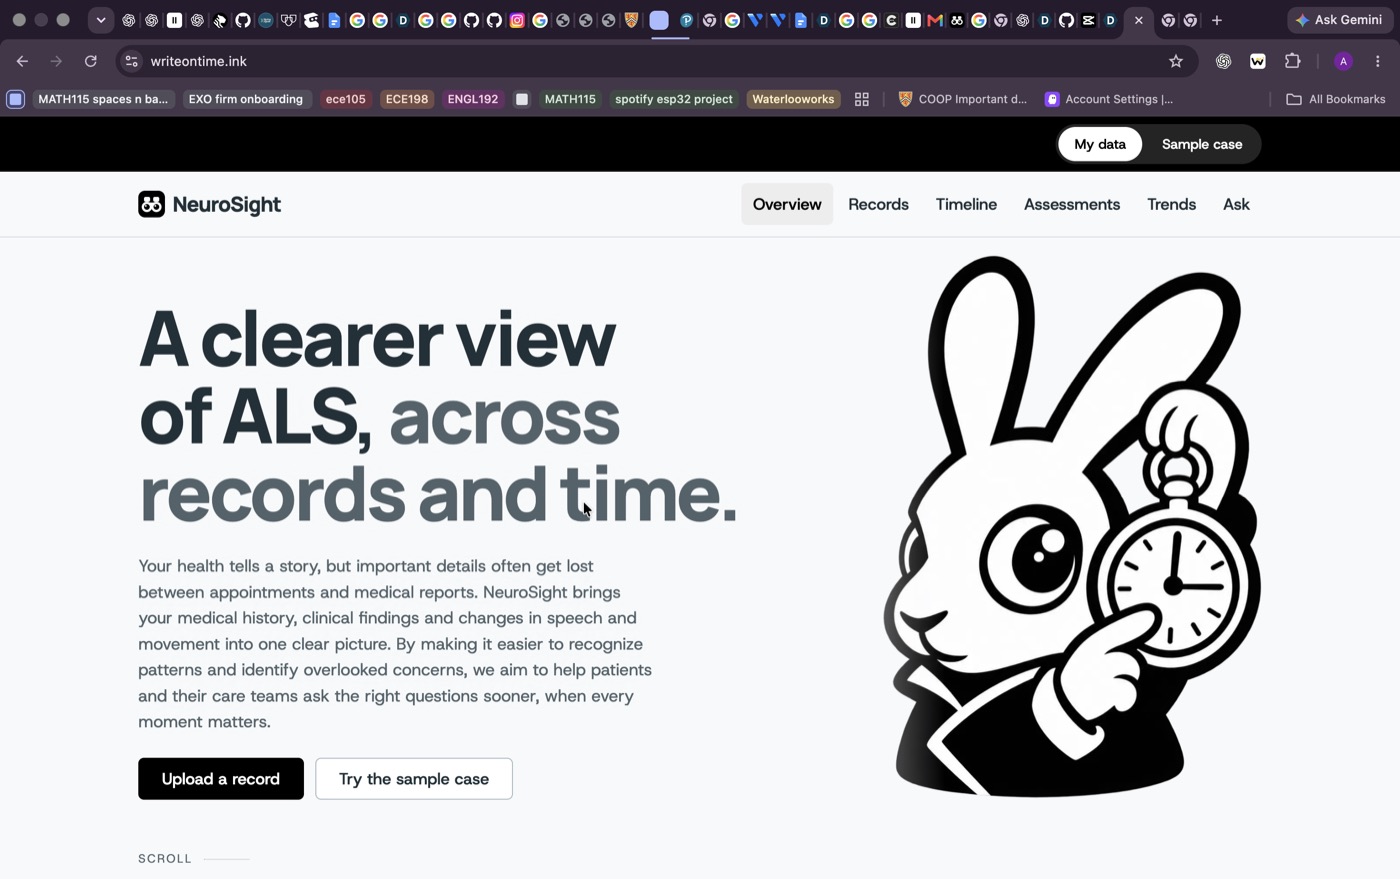 Ask Gemini
writeontime.ink
A
MATH115 spaces n ba...
EXO firm onboarding
ece105
ECE198
ENGL192
MATH115
spotify esp32 project
Waterlooworks
COOP Important d...
Account Settings |...
All Bookmarks
My data
Sample case
NeuroSight
Overview
Records
Timeline
Assessments
Trends
Ask
A clearer view
of ALS, across
records and time.
Your health tells a story, but important details often get lost
between appointments and medical reports. NeuroSight brings
your medical history, clinical findings and changes in speech and
movement into one clear picture. By making it easier to recognize
patterns and identify overlooked concerns, we aim to help patients
and their care teams ask the right questions sooner, when every
moment matters.
Upload a record
Try the sample case
SCROLL